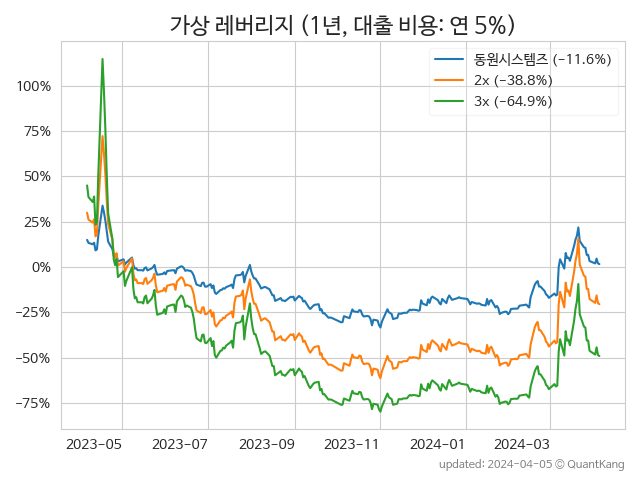 가상 레버리지 (1년, 대출 비용: 연 5%)
동원시스템즈 (-11.6%)
2x (-38.8%)
3x (-64.9%)
100%
75%
50%
25%
0%
−25%
−50%
−75%
2023-05 2023-07 2023-09 2023-11 2024-01 2024-03
updated: 2024-04-05 © QuantKang